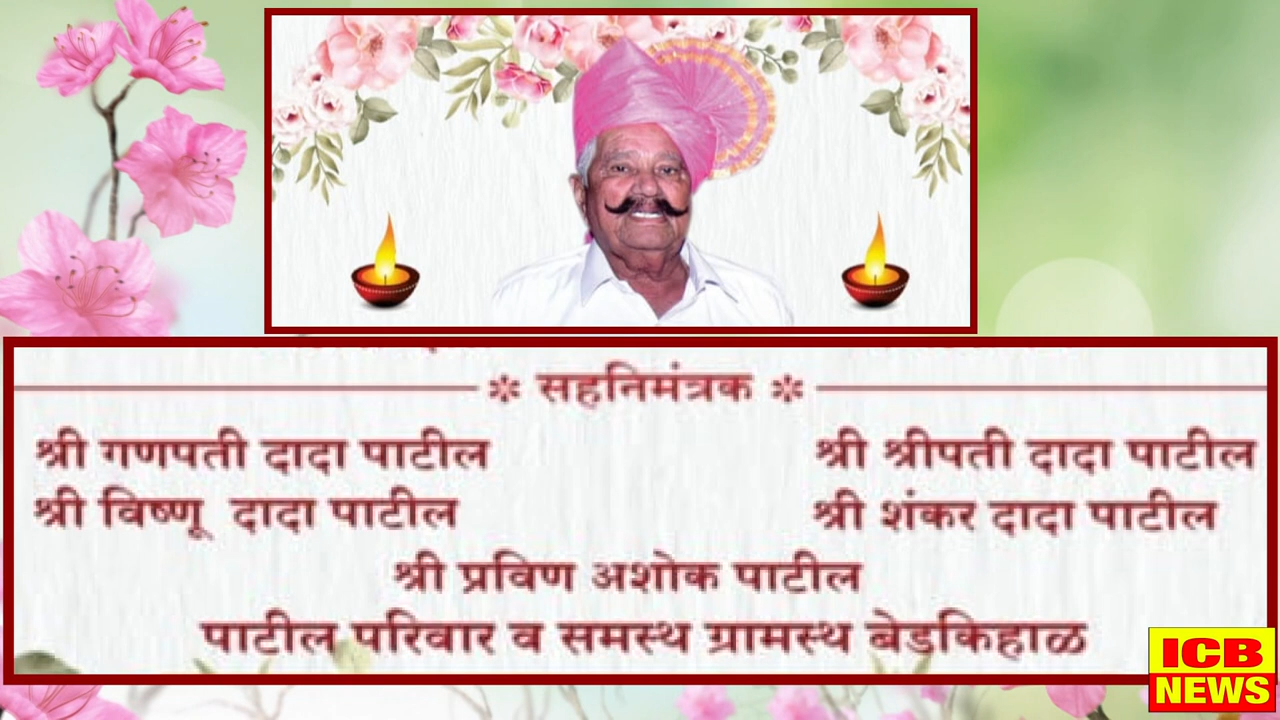 ❊ सहनिमंत्रक ❊
श्री गणपती दादा पाटील श्री श्रीपती दादा पाटील
श्री विष्णू दादा पाटील श्री शंकर दादा पाटील
श्री प्रविण अशोक पाटील
पाटील परिवार व समस्थ ग्रामस्थ बेडकिहाळ
ICB
NEWS